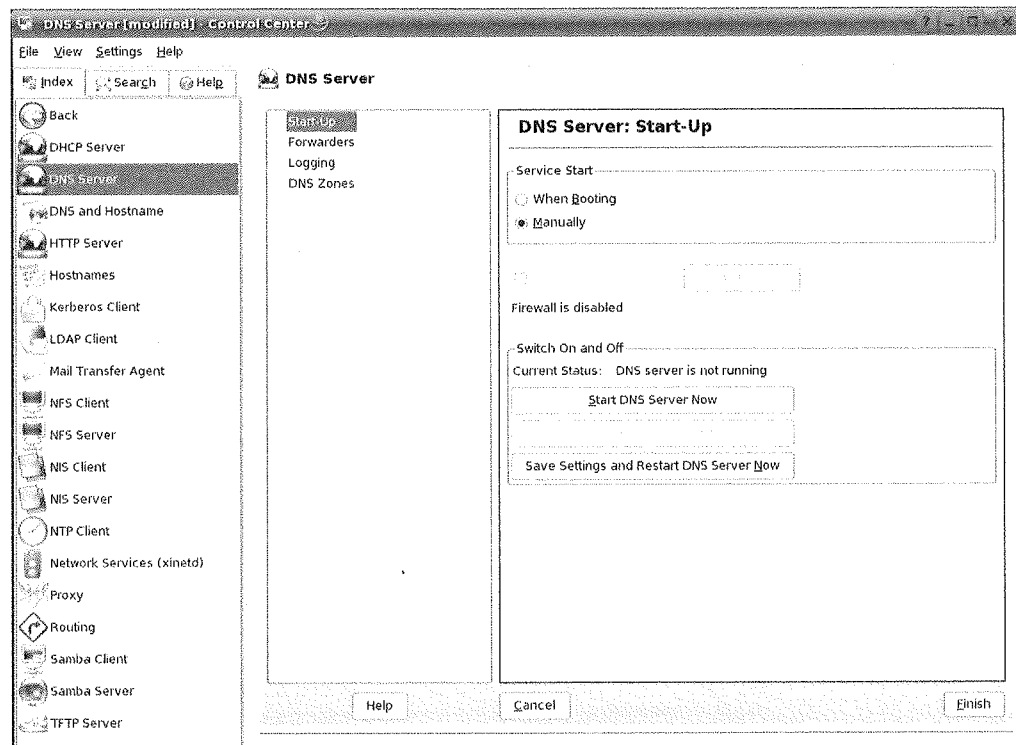 DNS Server [modified] - Control Center
File View Settings Help
Index Search Help
Back
DHCP Server
DNS Server
DNS and Hostname
HTTP Server
Hostnames
Kerberos Client
LDAP Client
Mail Transfer Agent
NFS Client
NFS Server
NIS Client
NIS Server
NTP Client
Network Services (xinetd)
Proxy
Routing
Samba Client
Samba Server
TFTP Server
DNS Server
Start-Up
Forwarders
Logging
DNS Zones
DNS Server: Start-Up
Service Start
When Booting
Manually
Firewall is disabled
Switch On and Off
Current Status: DNS server is not running
Start DNS Server Now
Save Settings and Restart DNS Server Now
Help
Cancel
Finish